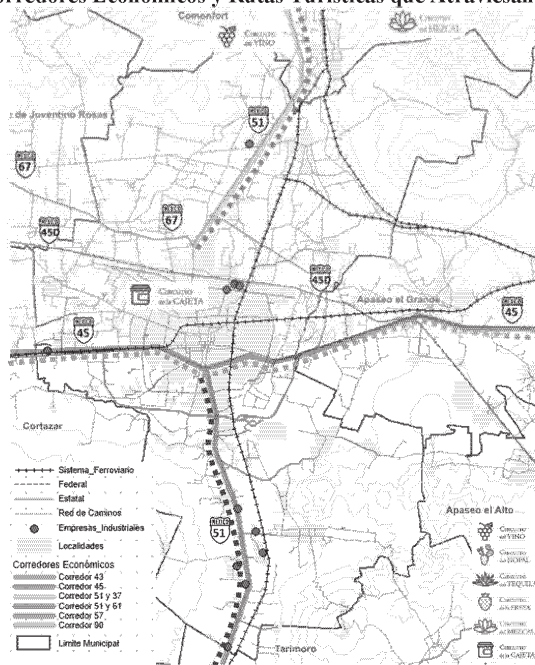 orredores Económicos y Rutas Turísticas que Atraviesan
Comonfort
CIRCUITO
del VINO
CIRCUITO
del MEZCAL
z de Joventino Rosas
51
67
67
45D
45D
CIRCUITO
de la CAJETA
Apaseo el Grande
45
45
Cortazar
Sistema_Ferroviario
Federal
Estatal
Red de Caminos
Empresas_Industriales
Localidades
Corredores Económicos
Corredor 43
Corredor 45
Corredor 51 y 37
Corredor 51 y 61
Corredor 57
Corredor 90
Límite Municipal
51
Tarimoro
Apaseo el Alto
CIRCUITO
del VINO
CIRCUITO
del NOPAL
CIRCUITO
del TEQUILA
CIRCUITO
de la FRESA
CIRCUITO
del MEZCAL
CIRCUITO
de la CAJETA